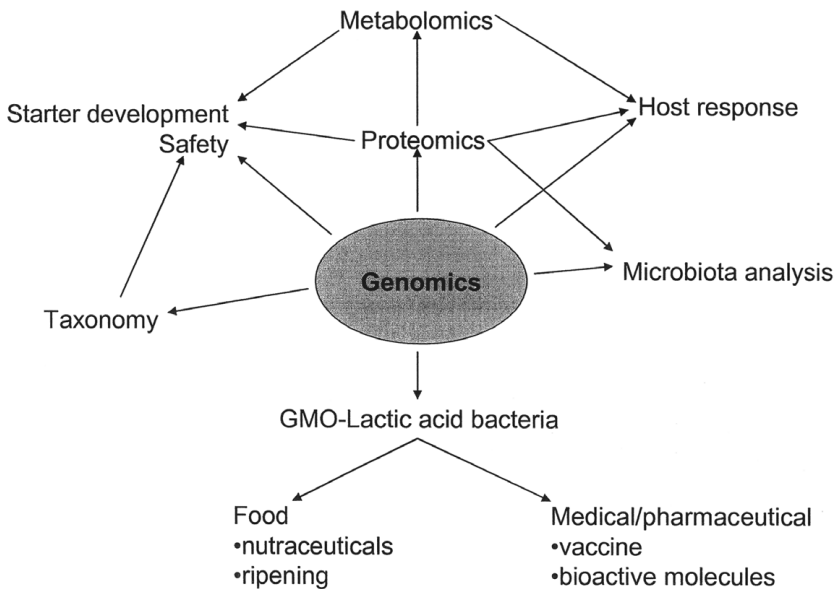 Metabolomics
Starter development
Safety
Host response
Proteomics
Genomics
Microbiota analysis
Taxonomy
GMO-Lactic acid bacteria
Food
•nutraceuticals
•ripening
Medical/pharmaceutical
•vaccine
•bioactive molecules